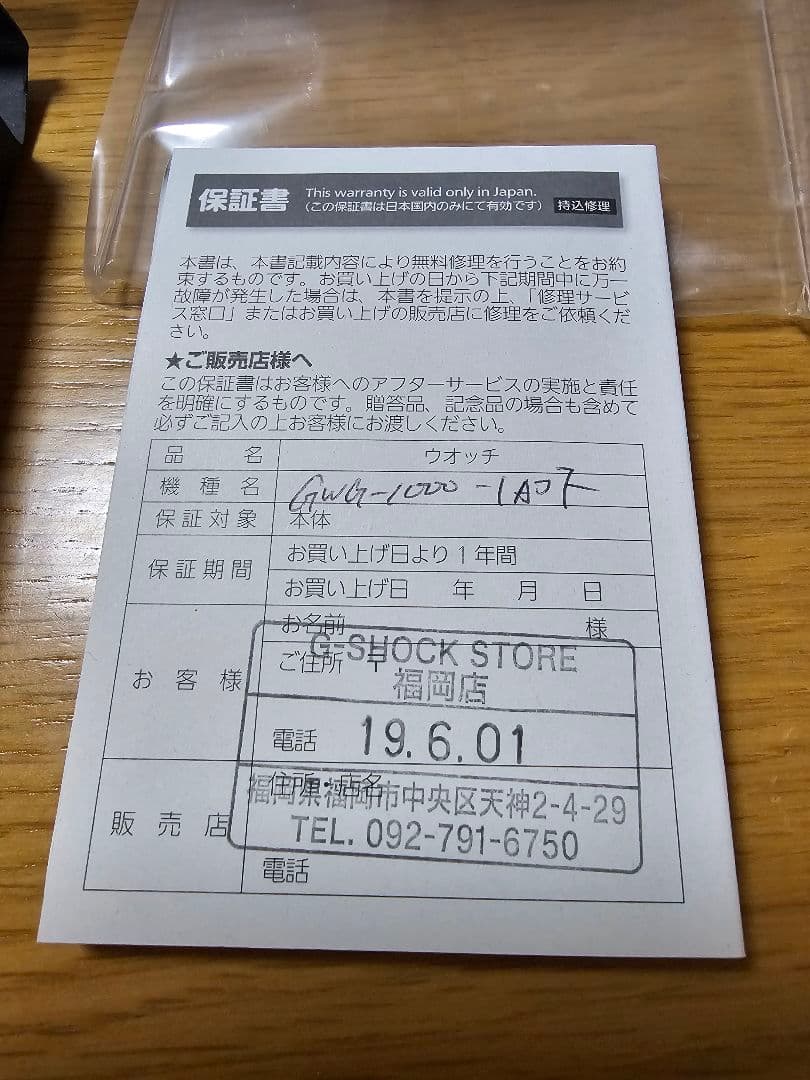 保証書 This warranty is valid only in Japan.
(この保証書は日本国内のみにて有効です) 持込修理
本書は、本書記載内容により無料修理を行うことをお約
束するものです。お買い上げの日から下記期間中に万一
故障が発生した場合は、本書を提示の上、「修理サービ
ス窓口」またはお買い上げの販売店に修理をご依頼くだ
さい。
★ご販売店様へ
この保証書はお客様へのアフターサービスの実施と責任
を明確にするものです。贈答品、記念品の場合も含めて
必ずご記入の上お客様にお渡しください。
品名 ウオッチ
機種名 GWG-1000-1AJF
保証対象 本体
保証期間 お買い上げ日より1年間
お買い上げ日 年 月 日
お客様 お名前 様
G-SHOCK STORE
ご住所 〒
福岡店
電話 19.6.01
販売店 住所・店名
福岡県福岡市中央区天神2-4-29
TEL. 092-791-6750
電話